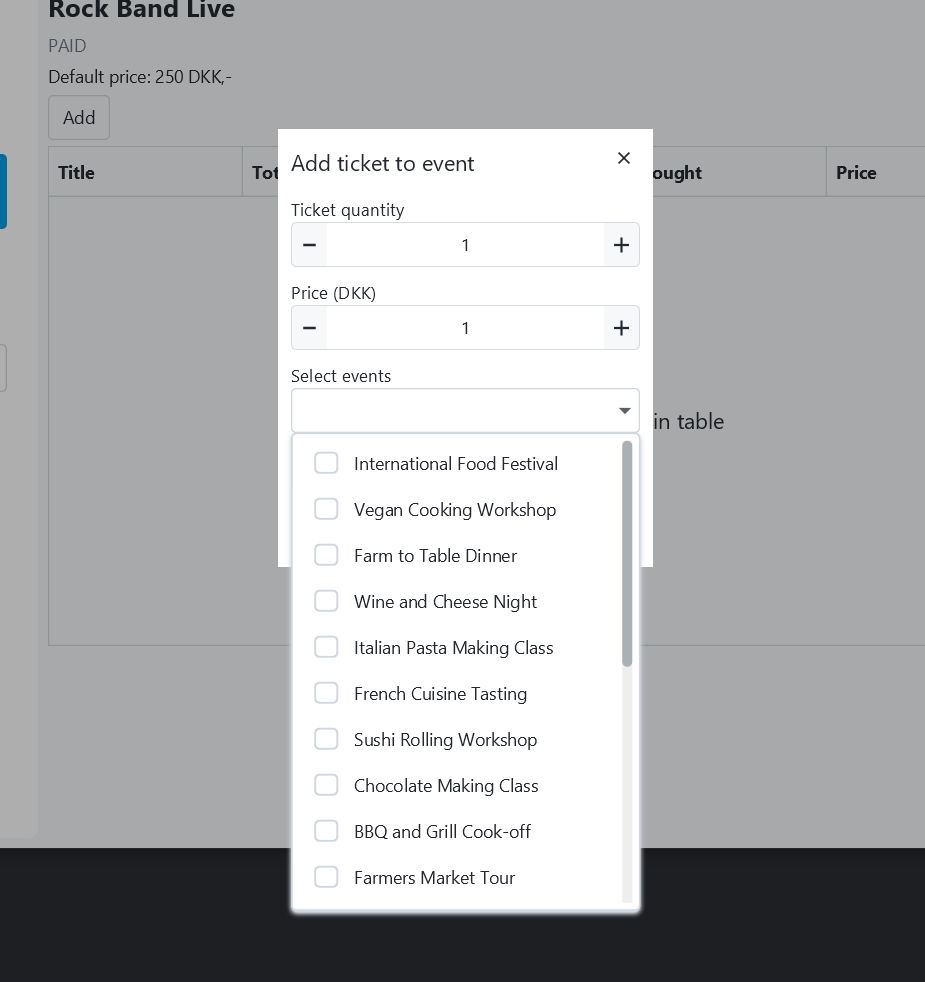 Rock Band Live
PAID
Default price: 250 DKK,-
Add
Add ticket to event
Title
Price
Ticket quantity
1
Price (DKK)
1
Select events
in table
International Food Festival
Vegan Cooking Workshop
Farm to Table Dinner
Wine and Cheese Night
Italian Pasta Making Class
French Cuisine Tasting
Sushi Rolling Workshop
Chocolate Making Class
BBQ and Grill Cook-off
Farmers Market Tour